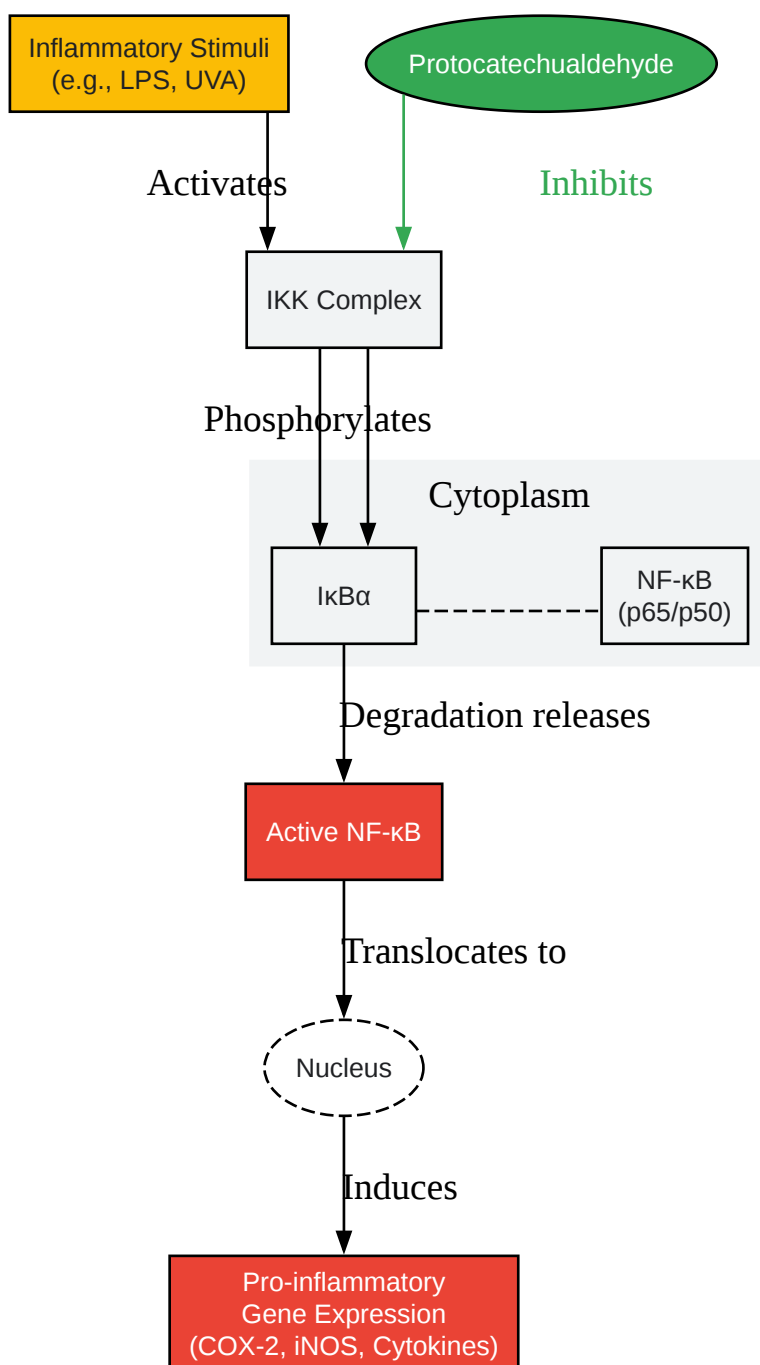 Inflammatory Stimuli
(e.g., LPS, UVA)
Protocatechualdehyde
Activates
Inhibits
IKK Complex
Phosphorylates
Cytoplasm
IκBα
NF-κB
(p65/p50)
Degradation releases
Active NF-κB
Translocates to
Nucleus
Induces
Pro-inflammatory
Gene Expression
(COX-2, iNOS, Cytokines)